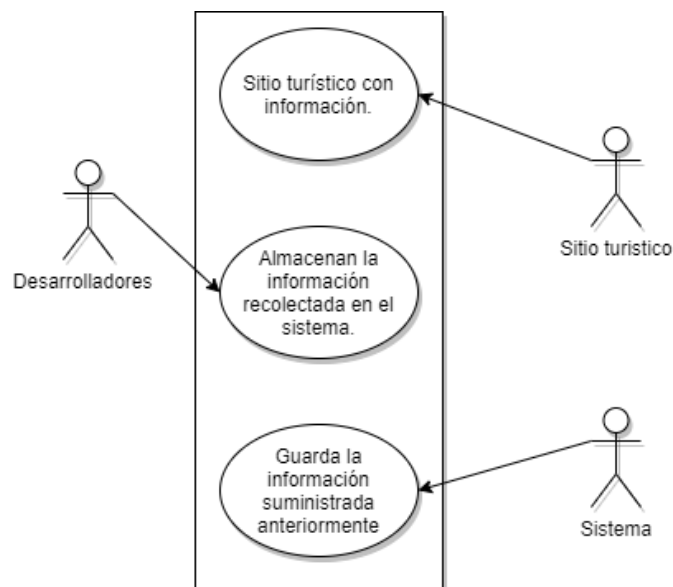 Sitio turístico con
información.
Sitio turistico
Desarrolladores
Almacenan la
información
recolectada en el
sistema.
Guarda la
información
suministrada
anteriormente
Sistema